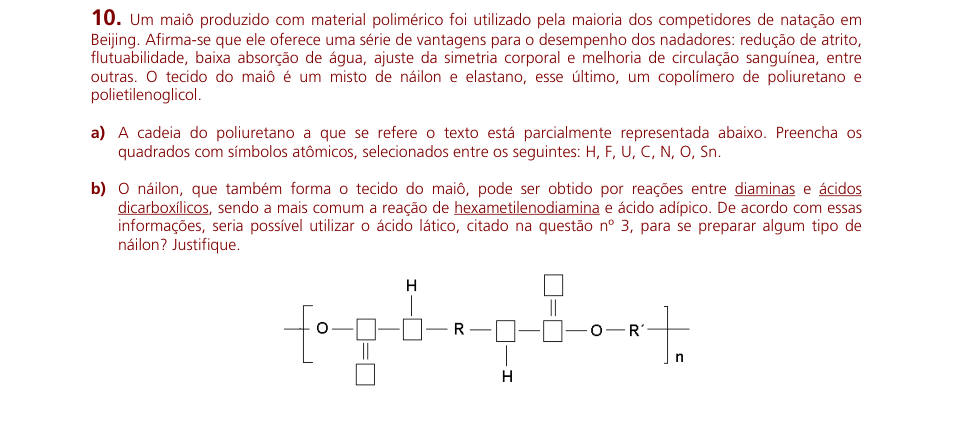 10. Um maiô produzido com material polimérico foi utilizado pela maioria dos competidores de natação em
Beijing. Afirma-se que ele oferece uma série de vantagens para o desempenho dos nadadores: redução de atrito,
flutuabilidade, baixa absorção de água, ajuste da simetria corporal e melhoria de circulação sanguínea, entre
outras. O tecido do maiô é um misto de náilon e elastano, esse último, um copolímero de poliuretano e
polietilenoglicol.
a) A cadeia do poliuretano a que se refere o texto está parcialmente representada abaixo. Preencha os
quadrados com símbolos atômicos, selecionados entre os seguintes: H, F, U, C, N, O, Sn.
b) O náilon, que também forma o tecido do maiô, pode ser obtido por reações entre diaminas e ácidos
dicarboxílicos, sendo a mais comum a reação de hexametilenodiamina e ácido adípico. De acordo com essas
informações, seria possível utilizar o ácido lático, citado na questão nº 3, para se preparar algum tipo de
náilon? Justifique.
H
O R O R´
n
H